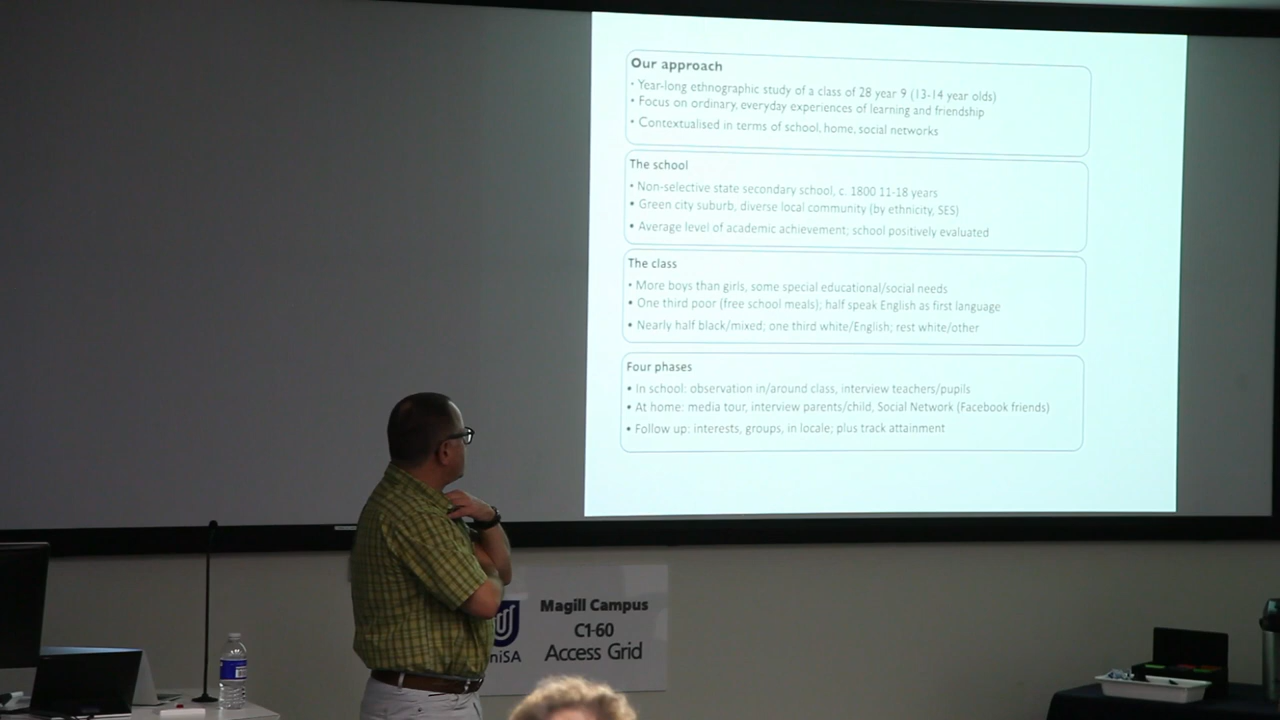 Our approach
• Year-long ethnographic study of a class of 28 year 9 (13-14 year olds)
• Focus on ordinary, everyday experiences of learning and friendship
• Contextualised in terms of school, home, social networks
The school
• Non-selective state secondary school, c. 1800 11-18 years
• Green city suburb, diverse local community (by ethnicity, SES)
• Average level of academic achievement; school positively evaluated
The class
• More boys than girls, some special educational/social needs
• One third poor (free school meals); half speak English as first language
• Nearly half black/mixed; one third white/English; rest white/other
Four phases
• In school: observation in/around class, interview teachers/pupils
• At home: media tour, interview parents/child, Social Network (Facebook friends)
• Follow up: interests, groups, in locale; plus track attainment
Magill Campus
C1-60
Access Grid
niSA